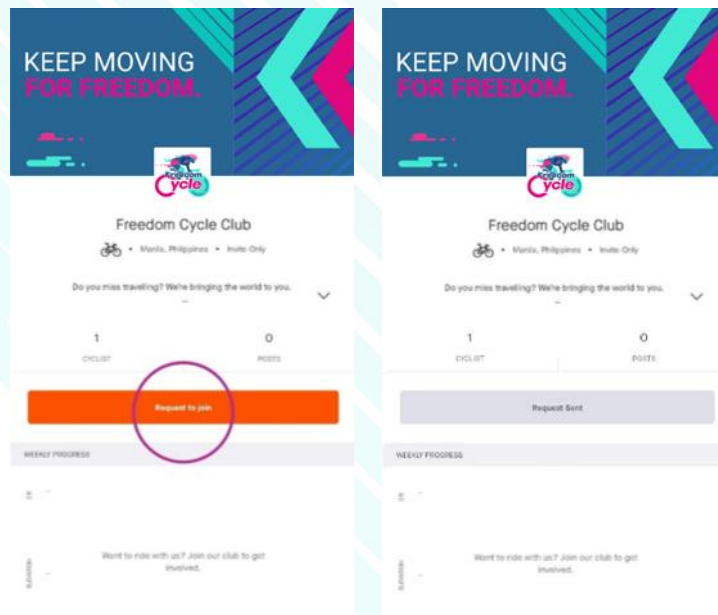 KEEP MOVING
FOR FREEDOM.
Freedom
Cycle
Freedom Cycle Club
Manila, Philippines • Invite Only
Do you miss travelling? We're bringing the world to you.
...
1
0
CYCLIST
POSTS
Request to join
WEEKLY PROGRESS
--
Want to ride with us? Join our club to get
involved.
ELEVATION
--
KEEP MOVING
FOR FREEDOM.
Freedom
Cycle
Freedom Cycle Club
Manila, Philippines • Invite Only
Do you miss travelling? We're bringing the world to you.
...
1
0
CYCLIST
POSTS
Request Sent
WEEKLY PROGRESS
--
Want to ride with us? Join our club to get
involved.
ELEVATION
--